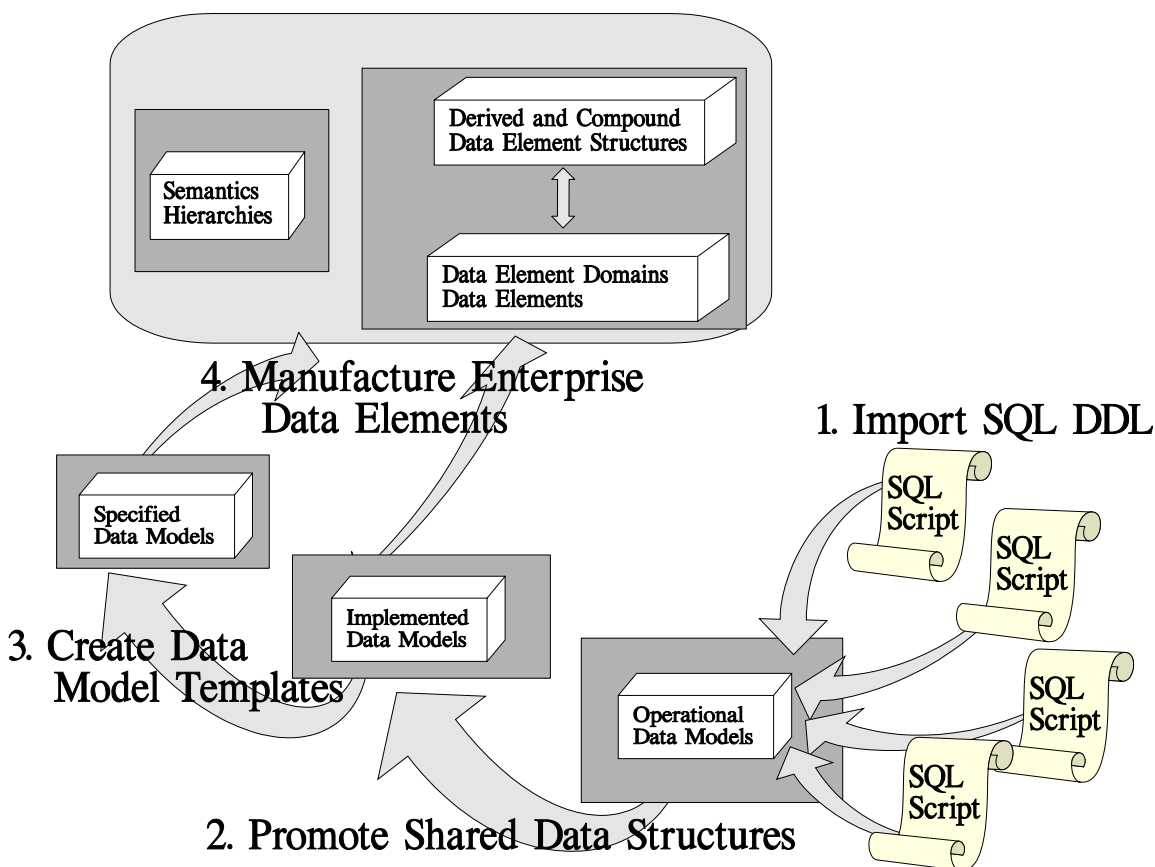 Derived and Compound
Data Element Structures
Semantics
Hierarchies
Data Element Domains
Data Elements
4. Manufacture Enterprise
Data Elements
1. Import SQL DDL
SQL
Script
SQL
Script
Specified
Data Models
Implemented
Data Models
3. Create Data
Model Templates
SQL
Script
Operational
Data Models
SQL
Script
2. Promote Shared Data Structures